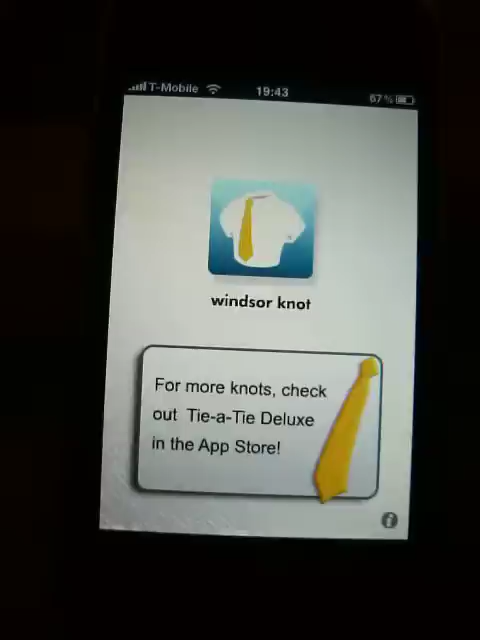 T-Mobile 19:43 67%
windsor knot
For more knots, check
out Tie-a-Tie Deluxe
in the App Store!
i